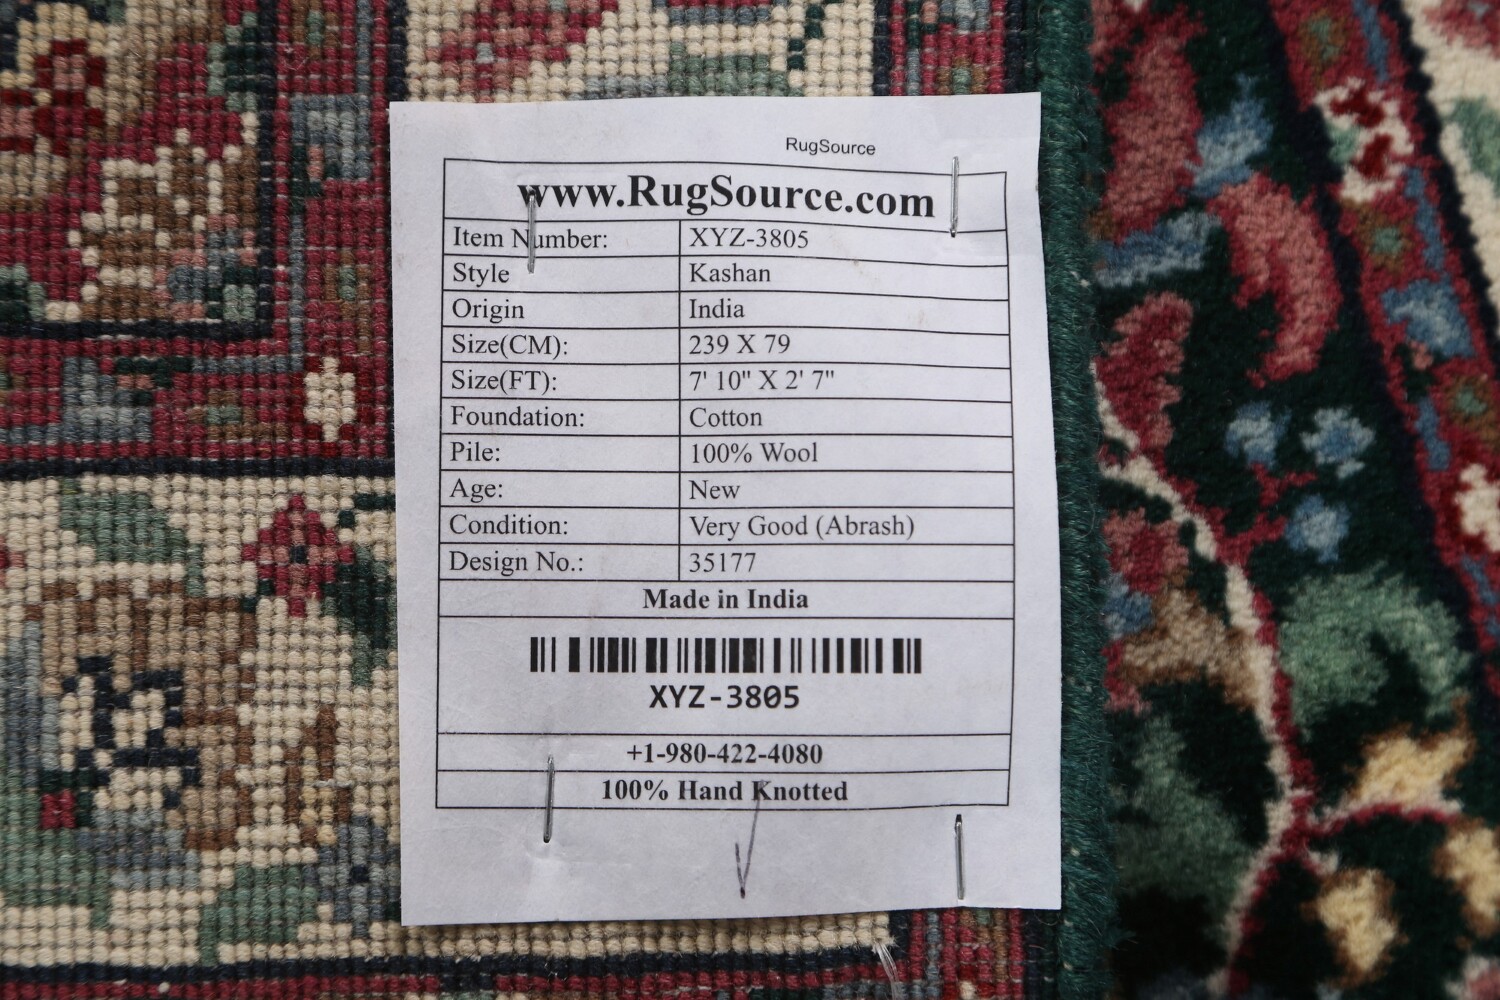 RugSource
www.RugSource.com
Item Number: XYZ-3805
Style Kashan
Origin India
Size(CM): 239 X 79
Size(FT): 7' 10" X 2' 7"
Foundation: Cotton
Pile: 100% Wool
Age: New
Condition: Very Good (Abrash)
Design No.: 35177
Made in India
XYZ-3805
+1-980-422-4080
100% Hand Knotted